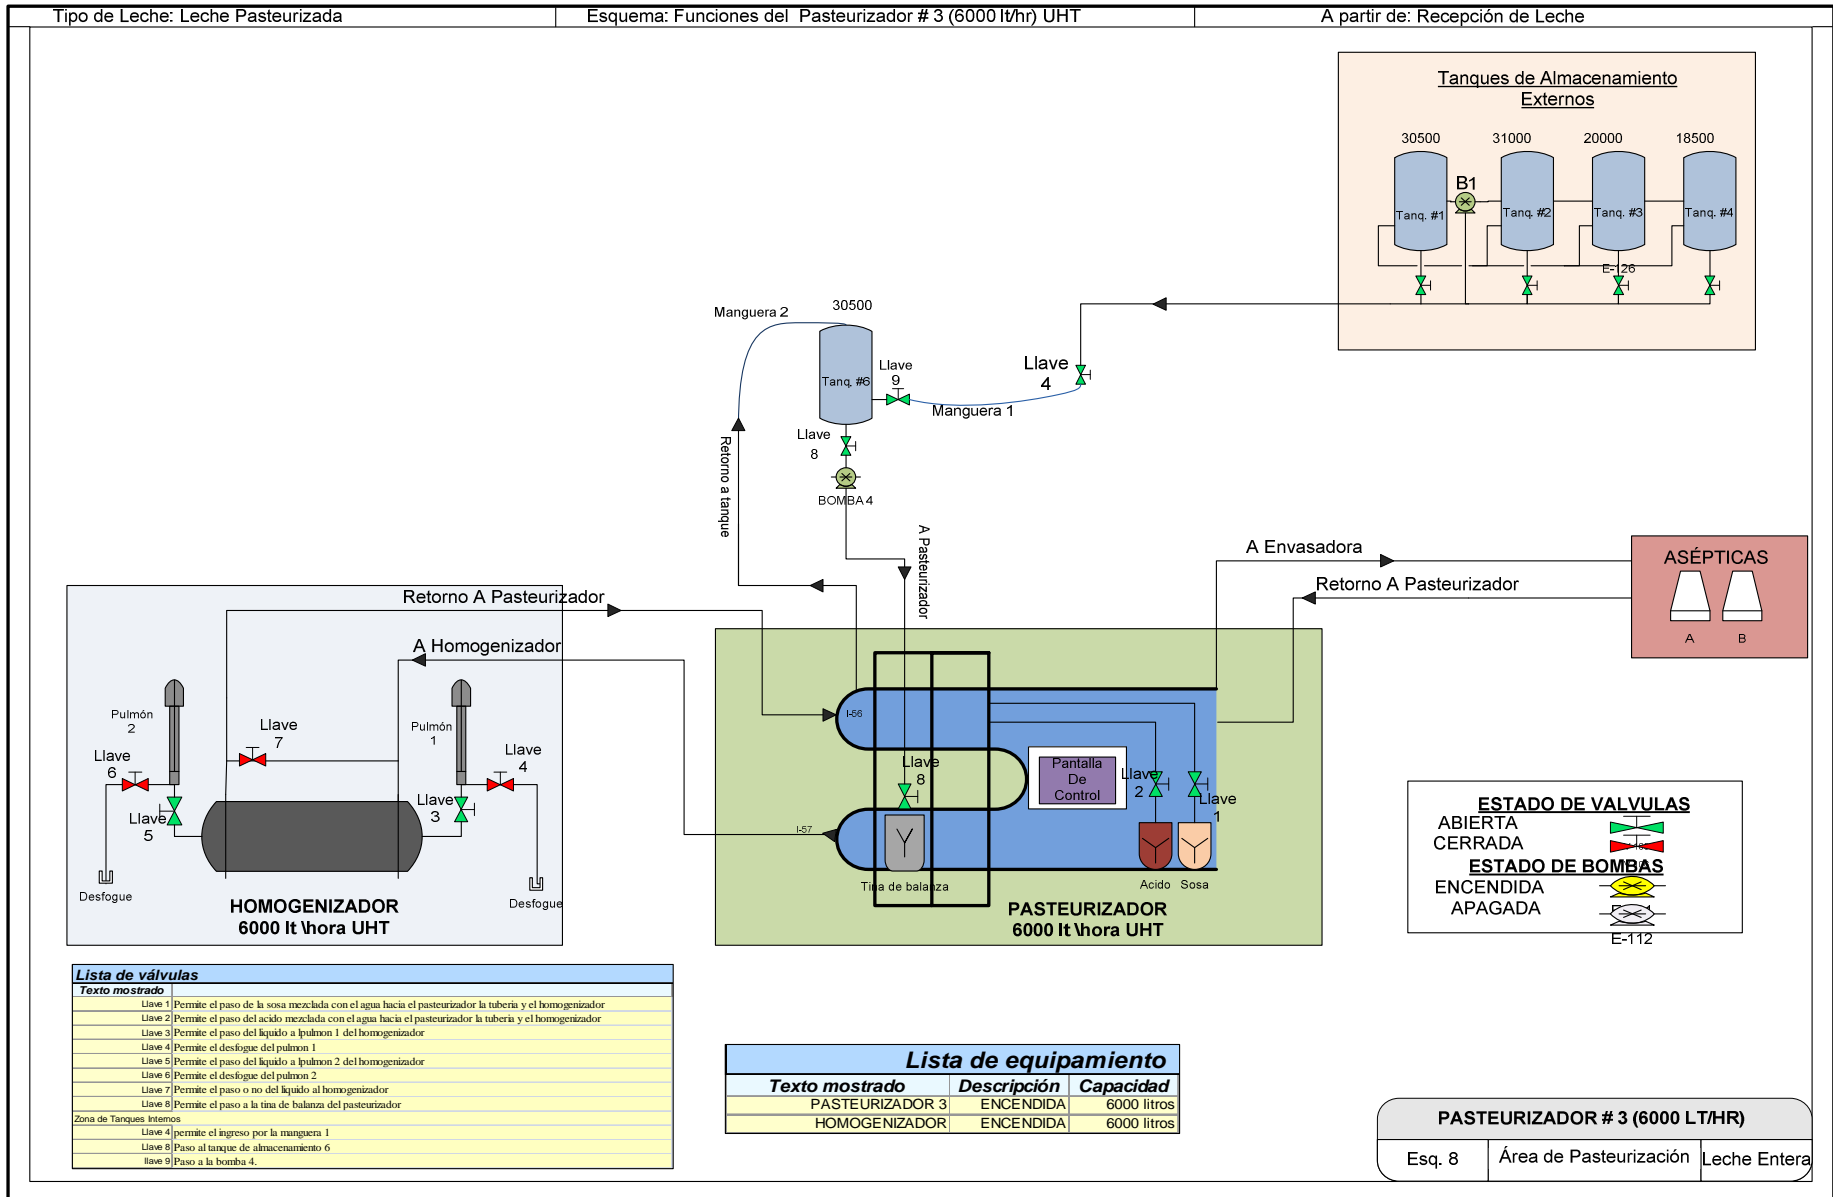 Tipo de Leche: Leche Pasteurizada
Esquema: Funciones del Pasteurizador # 3 (6000 lt/hr) UHT
A partir de: Recepción de Leche
Tanques de Almacenamiento
Externos
30500
31000
20000
18500
B1
Tanq. #1
Tanq. #2
Tanq. #3
Tanq. #4
E-126
Manguera 2
30500
Tanq. #6
Llave
9
Manguera 1
Llave
4
Llave
8
BOMBA 4
Retorno a tanque
A Pasteurizador
A Envasadora
Retorno A Pasteurizador
ASÉPTICAS
A
B
Retorno A Pasteurizador
A Homogenizador
Pulmón
2
Llave
7
Pulmón
1
Llave
6
Llave
4
Llave
5
Llave
3
Desfogue
Desfogue
HOMOGENIZADOR
6000 lt \hora UHT
I-56
I-57
Llave
8
Pantalla
De
Control
Llave
2
Llave
1
Tina de balanza
Acido
Sosa
PASTEURIZADOR
6000 lt \hora UHT
ESTADO DE VALVULAS
ABIERTA
CERRADA
ESTADO DE BOMBAS
ENCENDIDA
APAGADA
E-112
Lista de válvulas
Texto mostrado
Llave 1 Permite el paso de la sosa mezclada con el agua hacia el pasteurizador la tuberia y el homogenizador
Llave 2 Permite el paso del acido mezclada con el agua hacia el pasteurizador la tuberia y el homogenizador
Llave 3 Permite el paso del liquido a lpulmon 1 del homogenizador
Llave 4 Permite el desfogue del pulmon 1
Llave 5 Permite el paso del liquido a lpulmon 2 del homogenizador
Llave 6 Permite el desfogue del pulmon 2
Llave 7 Permite el paso o no del liquido al homogenizador
Llave 8 Permite el paso a la tina de balanza del pasteurizador
Zona de Tanques Internos
Llave 4 permite el ingreso por la manguera 1
Llave 8 Paso al tanque de almacenamiento 6
llave 9 Paso a la bomba 4.
Lista de equipamiento
Texto mostrado Descripción Capacidad
PASTEURIZADOR 3 ENCENDIDA 6000 litros
HOMOGENIZADOR ENCENDIDA 6000 litros
PASTEURIZADOR # 3 (6000 LT/HR)
Esq. 8
Área de Pasteurización
Leche Entera